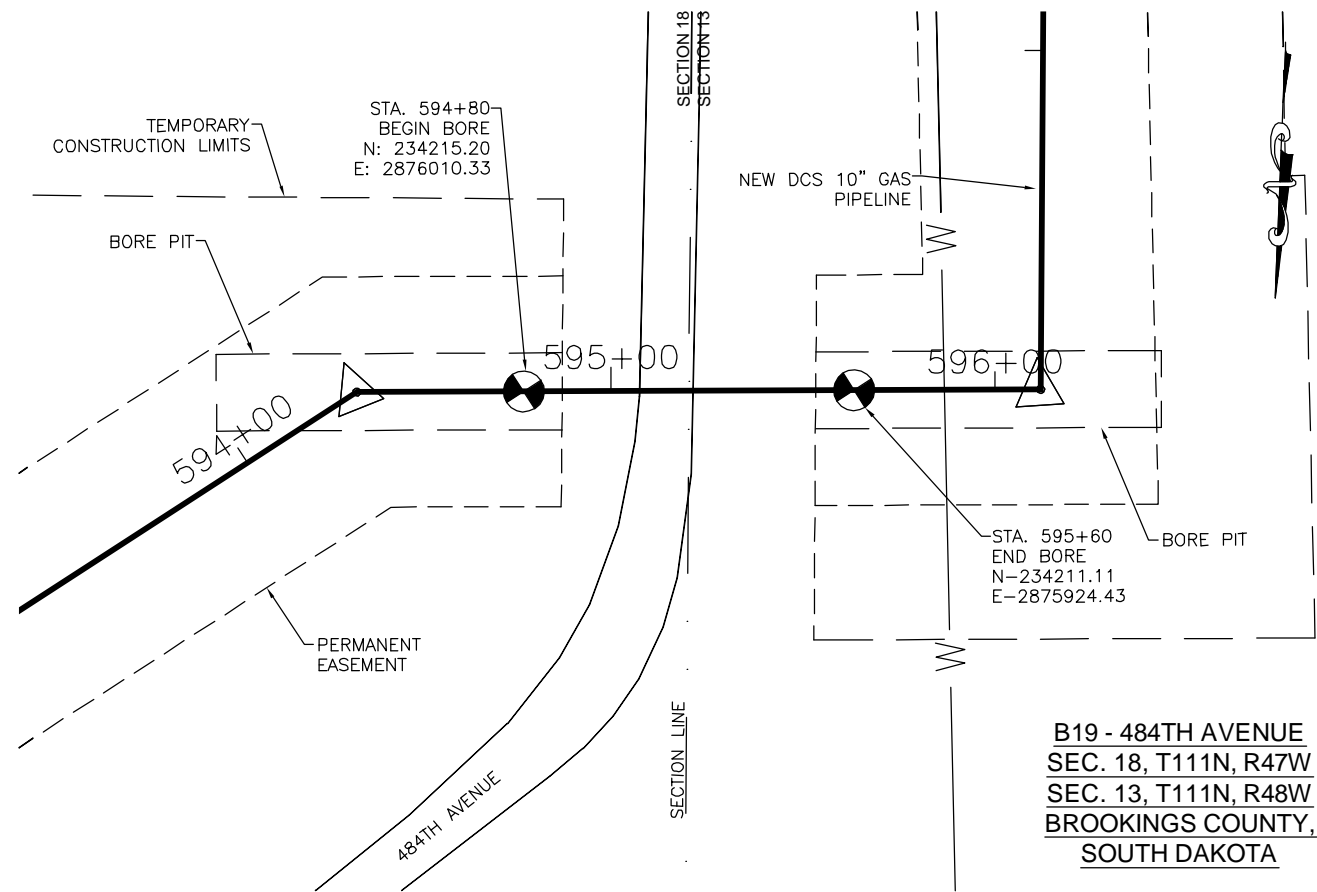 SECTION 18
SECTION 13
STA. 594+80
BEGIN BORE
N: 234215.20
E: 2876010.33
TEMPORARY
CONSTRUCTION LIMITS
NEW DCS 10" GAS
PIPELINE
BORE PIT
W
595+00
596+00
594+00
STA. 595+60
END BORE
N-234211.11
E-2875924.43
BORE PIT
PERMANENT
EASEMENT
W
SECTION LINE
484TH AVENUE
B19 - 484TH AVENUE
SEC. 18, T111N, R47W
SEC. 13, T111N, R48W
BROOKINGS COUNTY,
SOUTH DAKOTA